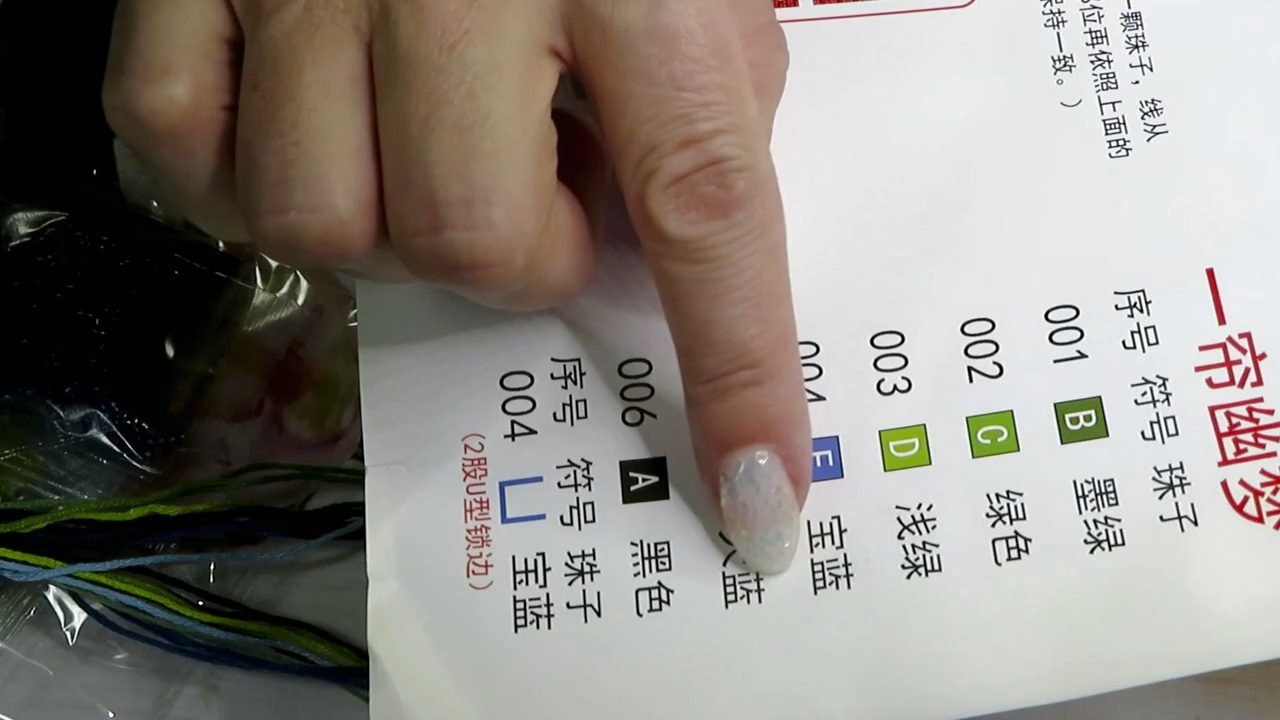 一颗珠子，线从
位再依照上面的
保持一致。）
一帘幽梦
序号 符号 珠子
001 B 墨绿
002 C 绿色
003 D 浅绿
004 宝蓝
蓝
006 A 黑色
序号 符号 珠子
004 宝蓝
（2股U型锁边）